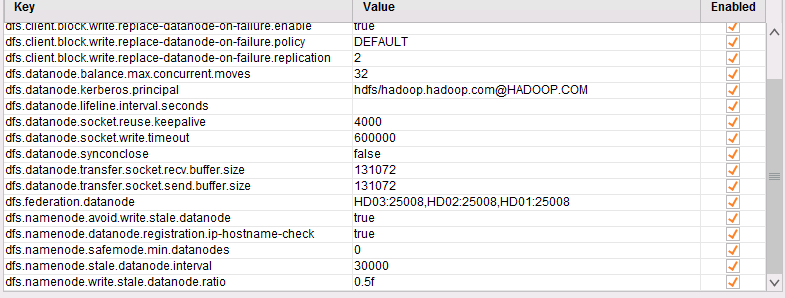 Key Value Enabled
dfs.client.block.write.replace-datanode-on-failure.enable true
dfs.client.block.write.replace-datanode-on-failure.policy DEFAULT
dfs.client.block.write.replace-datanode-on-failure.replication 2
dfs.datanode.balance.max.concurrent.moves 32
dfs.datanode.kerberos.principal hdfs/hadoop.hadoop.com@HADOOP.COM
dfs.datanode.lifeline.interval.seconds
dfs.datanode.socket.reuse.keepalive 4000
dfs.datanode.socket.write.timeout 600000
dfs.datanode.synconclose false
dfs.datanode.transfer.socket.recv.buffer.size 131072
dfs.datanode.transfer.socket.send.buffer.size 131072
dfs.federation.datanode HD03:25008,HD02:25008,HD01:25008
dfs.namenode.avoid.write.stale.datanode true
dfs.namenode.datanode.registration.ip-hostname-check true
dfs.namenode.safemode.min.datanodes 0
dfs.namenode.stale.datanode.interval 30000
dfs.namenode.write.stale.datanode.ratio 0.5f